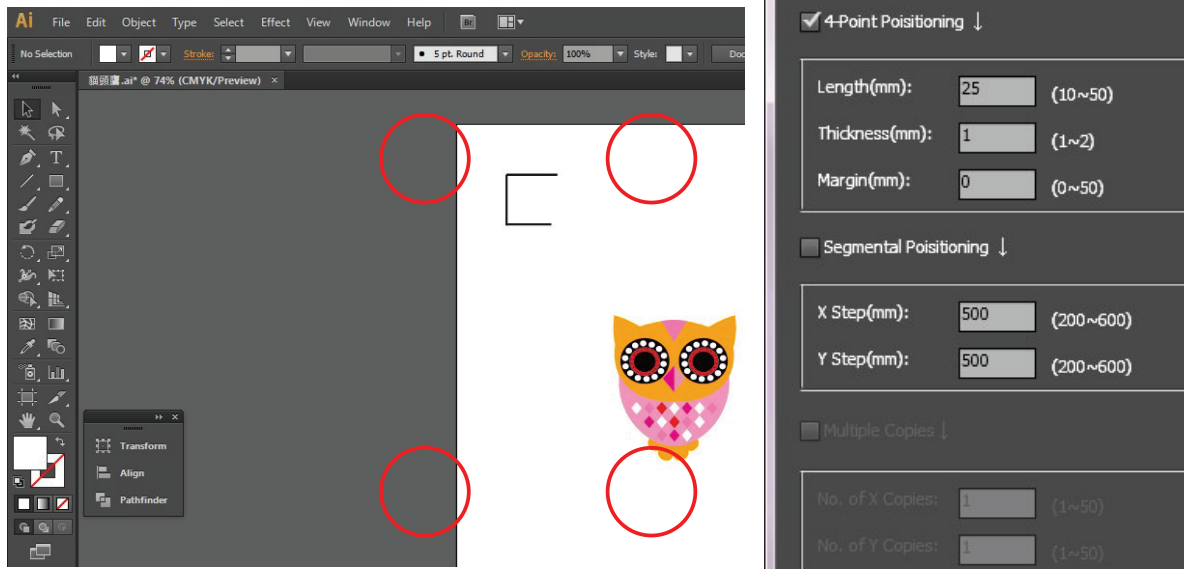 Ai File Edit Object Type Select Effect View Window Help Br
No Selection Stroke: 5 pt. Round Opacity: 100% Style: Doc
貓頭鷹.ai* @ 74% (CMYK/Preview) ×
Transform
Align
Pathfinder
4-Point Poisitioning ↓
Length(mm): 25 (10~50)
Thickness(mm): 1 (1~2)
Margin(mm): 0 (0~50)
Segmental Poisitioning ↓
X Step(mm): 500 (200~600)
Y Step(mm): 500 (200~600)
Multiple Copies ↓
No. of X Copies: 1 (1~50)
No. of Y Copies: 1 (1~50)